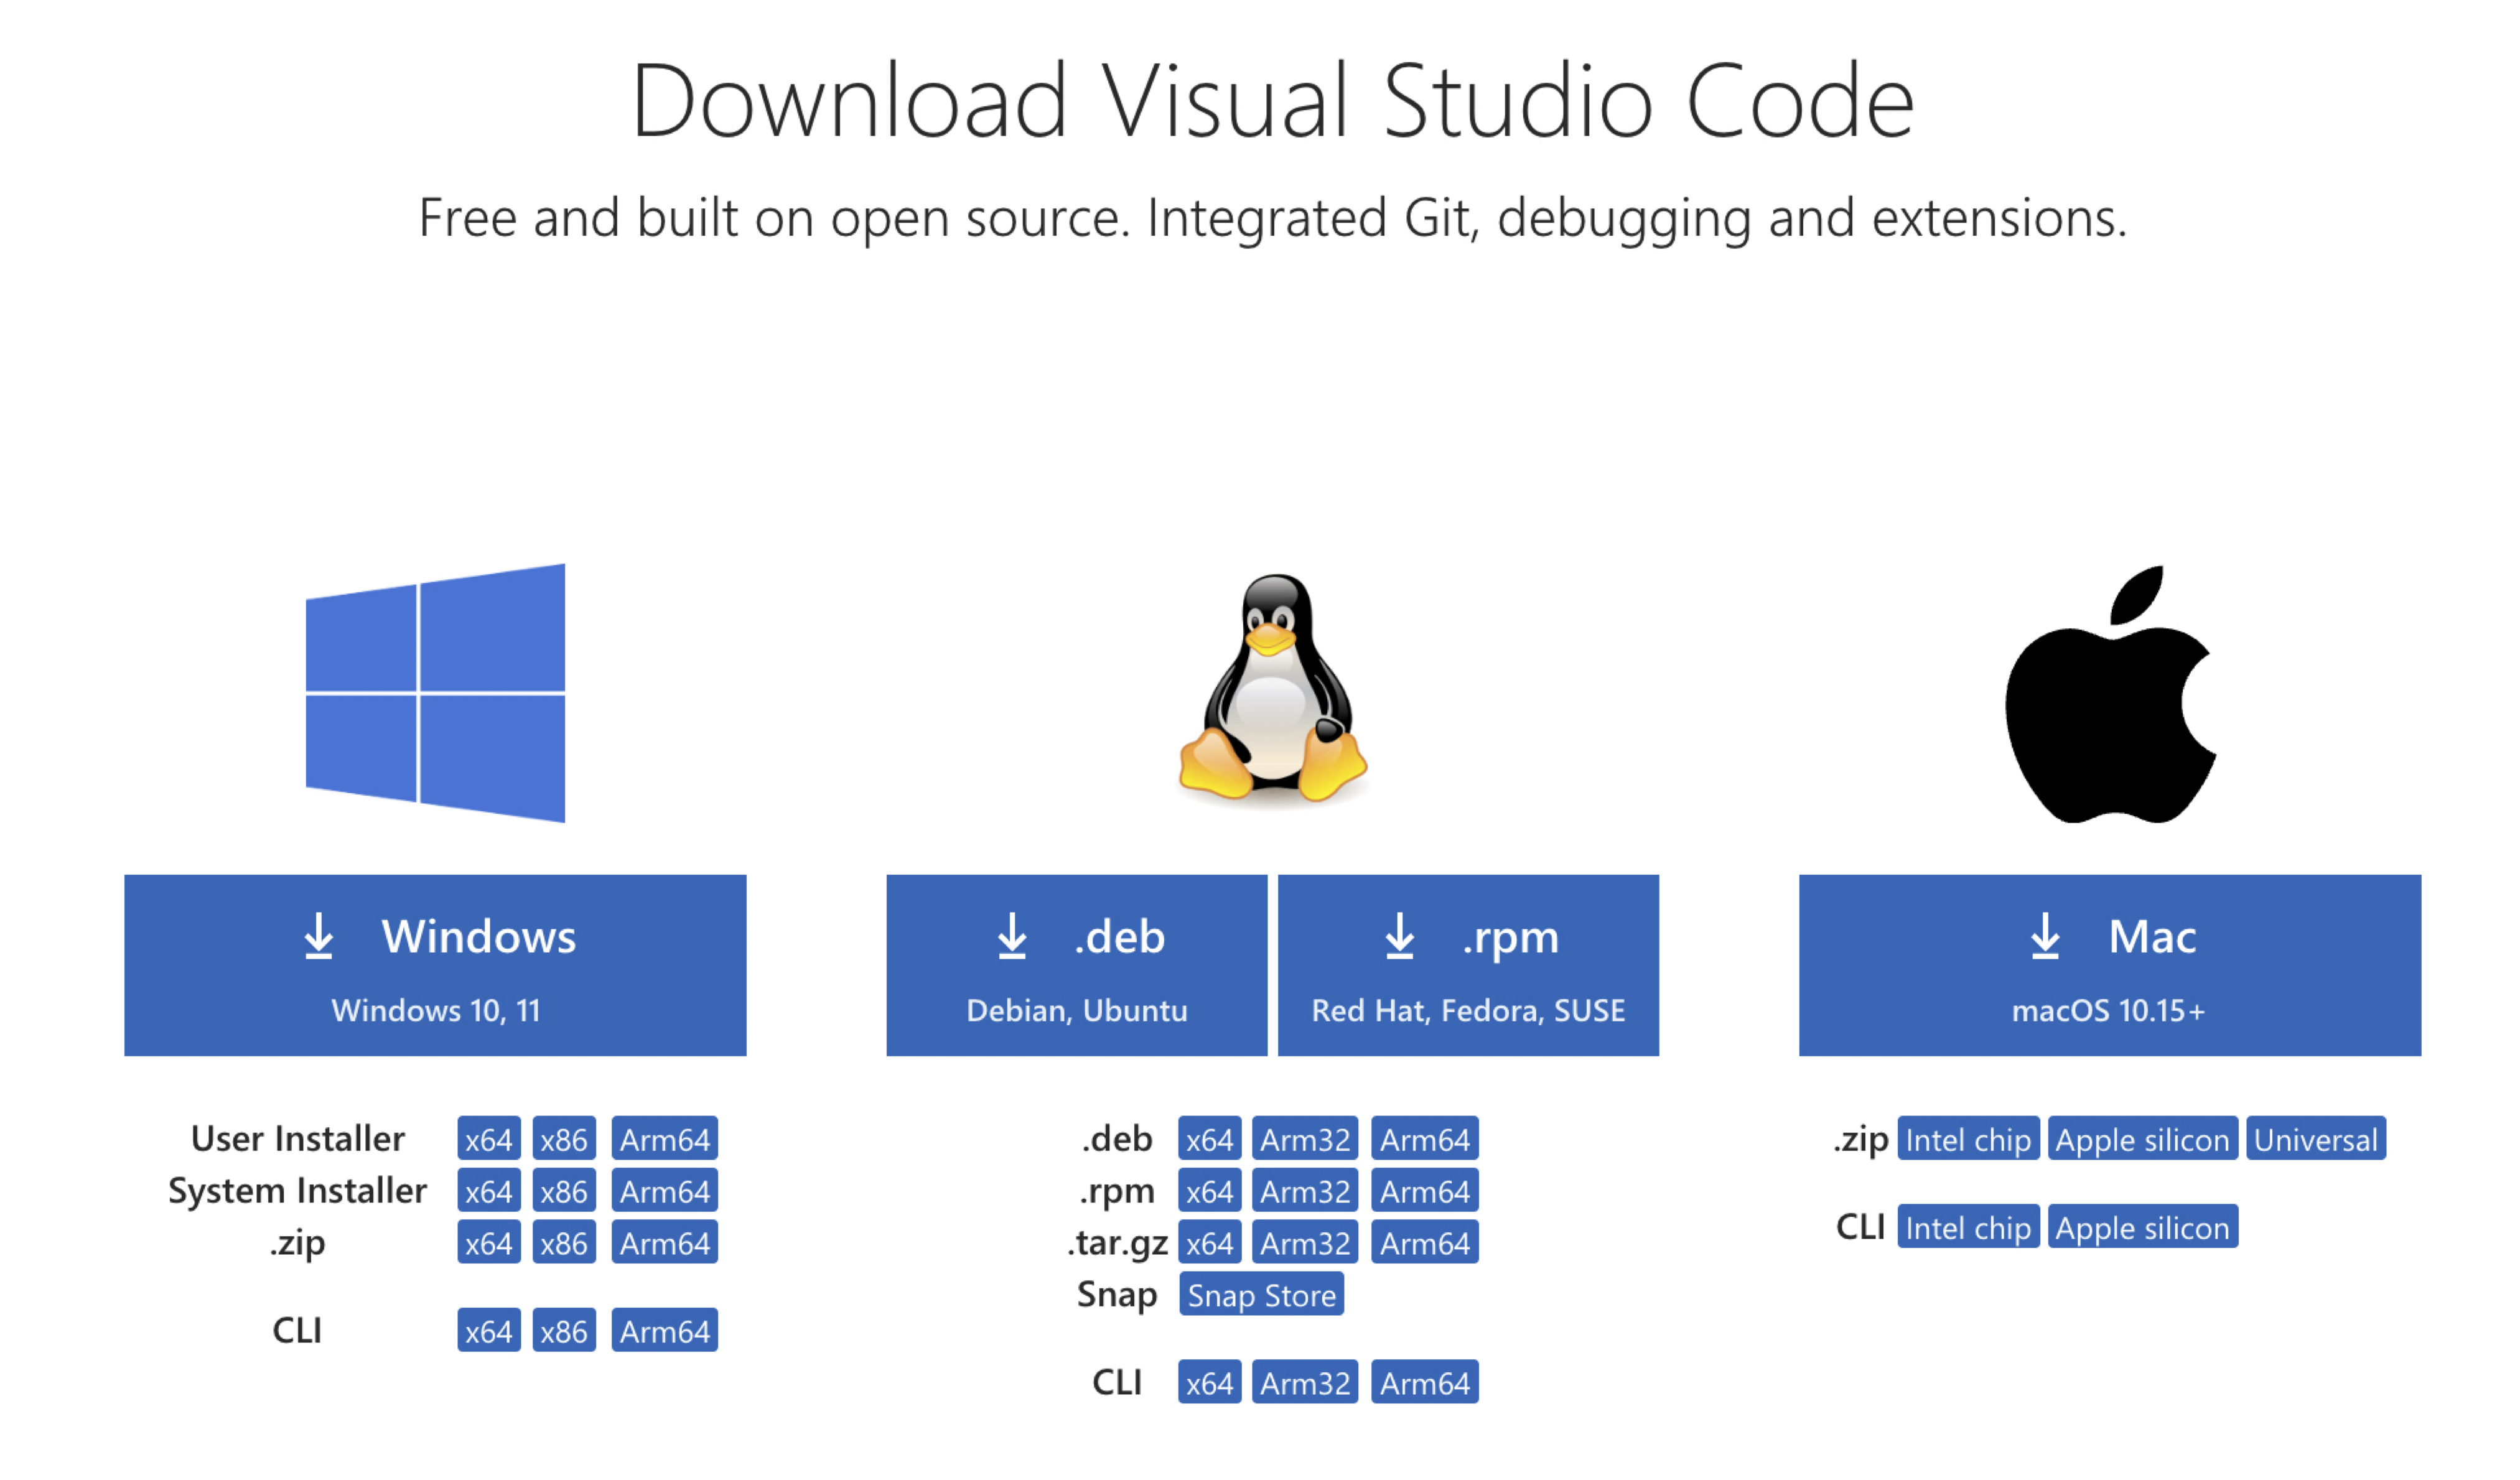 Download Visual Studio Code
Free and built on open source. Integrated Git, debugging and extensions.
Windows
Windows 10, 11
User Installer x64 x86 Arm64
System Installer x64 x86 Arm64
.zip x64 x86 Arm64
CLI x64 x86 Arm64
.deb
Debian, Ubuntu
.rpm
Red Hat, Fedora, SUSE
.deb x64 Arm32 Arm64
.rpm x64 Arm32 Arm64
.tar.gz x64 Arm32 Arm64
Snap Snap Store
CLI x64 Arm32 Arm64
Mac
macOS 10.15+
.zip Intel chip Apple silicon Universal
CLI Intel chip Apple silicon